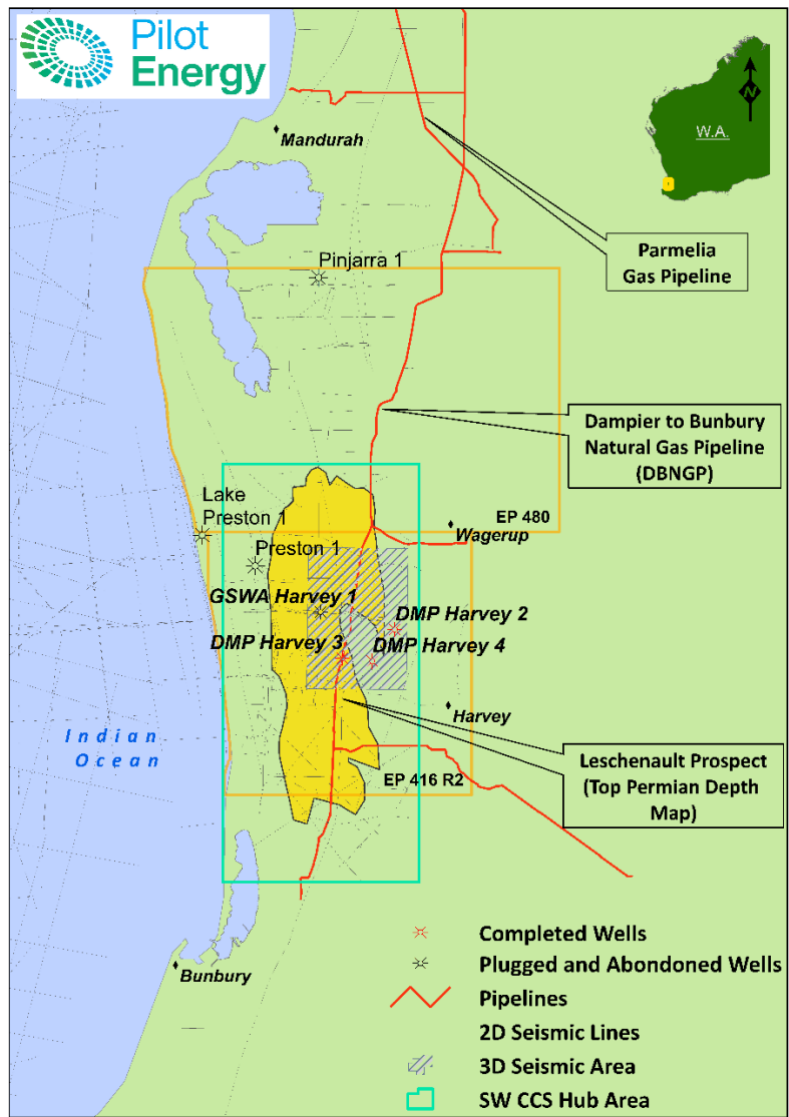 Pilot
Energy
Mandurah
N
W.A.
Parmelia
Gas Pipeline
Pinjarra 1
Dampier to Bunbury
Natural Gas Pipeline
(DBNGP)
Lake
Preston 1
EP 480
Wagerup
Preston 1
GSWA Harvey 1
DMP Harvey 2
DMP Harvey 3
DMP Harvey 4
Harvey
Indian
Ocean
Leschenault Prospect
(Top Permian Depth
Map)
EP 416 R2
Bunbury
Completed Wells
Plugged and Abondoned Wells
Pipelines
2D Seismic Lines
3D Seismic Area
SW CCS Hub Area